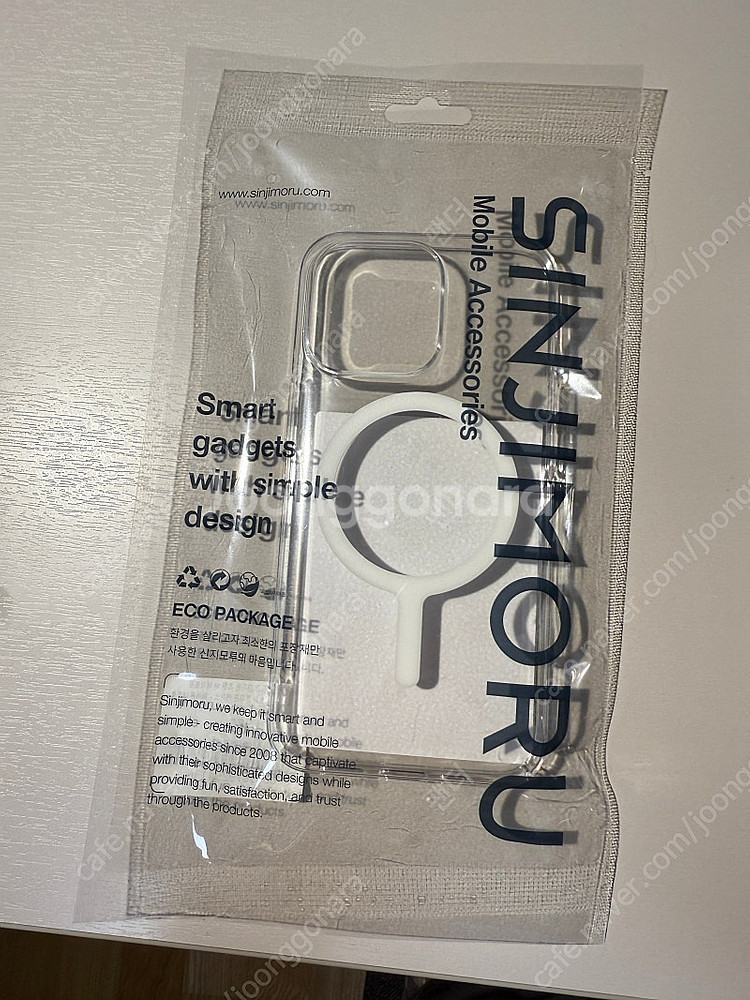 www.sinjimoru.com
SINJIMORU
Mobile Accessories
Smart
gadgets
with simple
design
ECO PACKAGE
환경을 살리고자 최소한의 포장재만
사용한 신지모루의 마음입니다.
Sinjimoru, we keep it smart and
simple - creating innovative mobile
accessories since 2008 that captivate
with their sophisticated designs while
providing fun, satisfaction, and trust
through the products.
joonggonara
cafe.naver.com/joonggonara